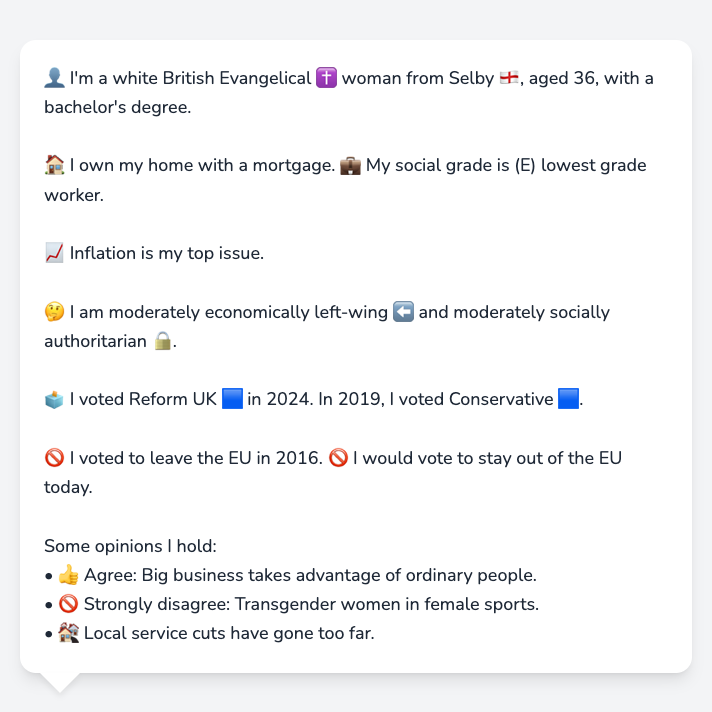 👤 I'm a white British Evangelical ✝️ woman from Selby 🏴󠁧󠁢󠁥󠁮󠁧󠁿, aged 36, with a
bachelor's degree.
🏠 I own my home with a mortgage. 💼 My social grade is (E) lowest grade
worker.
📈 Inflation is my top issue.
🤔 I am moderately economically left-wing ⬅️ and moderately socially
authoritarian 🔒.
🗳️ I voted Reform UK 🟦 in 2024. In 2019, I voted Conservative 🟦.
🚫 I voted to leave the EU in 2016. 🚫 I would vote to stay out of the EU
today.
Some opinions I hold:
• 👍 Agree: Big business takes advantage of ordinary people.
• 🚫 Strongly disagree: Transgender women in female sports.
• 🏚️ Local service cuts have gone too far.